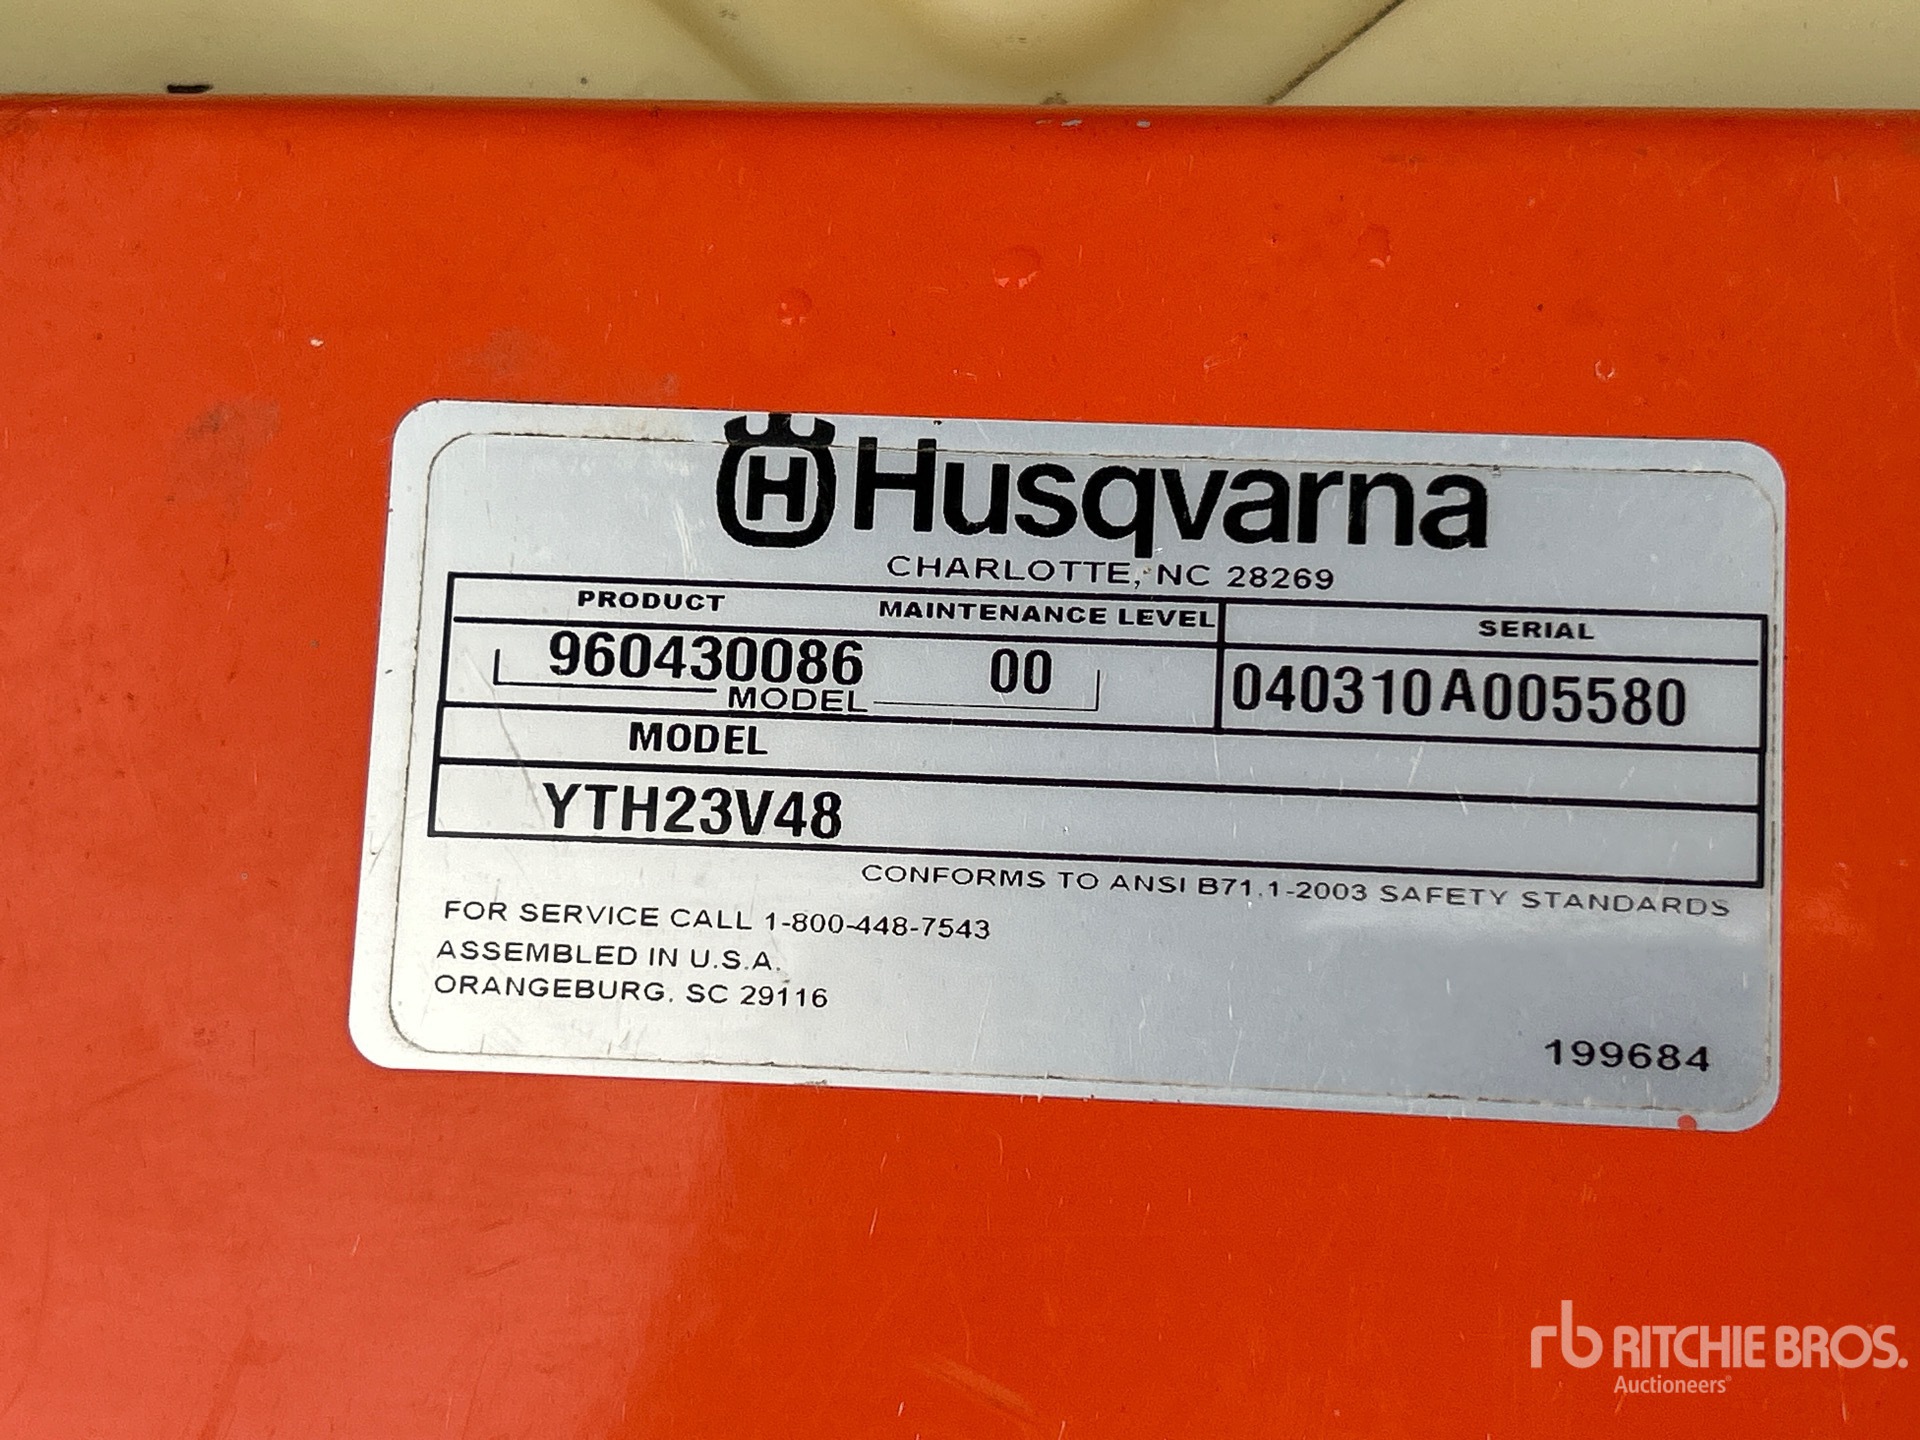 H Husqvarna
CHARLOTTE, NC 28269
PRODUCT MAINTENANCE LEVEL SERIAL
960430086 00 040310A005580
MODEL
MODEL
YTH23V48
CONFORMS TO ANSI B71.1-2003 SAFETY STANDARDS
FOR SERVICE CALL 1-800-448-7543
ASSEMBLED IN U.S.A.
ORANGEBURG, SC 29116
199684
rb RITCHIE BROS.
Auctioneers®